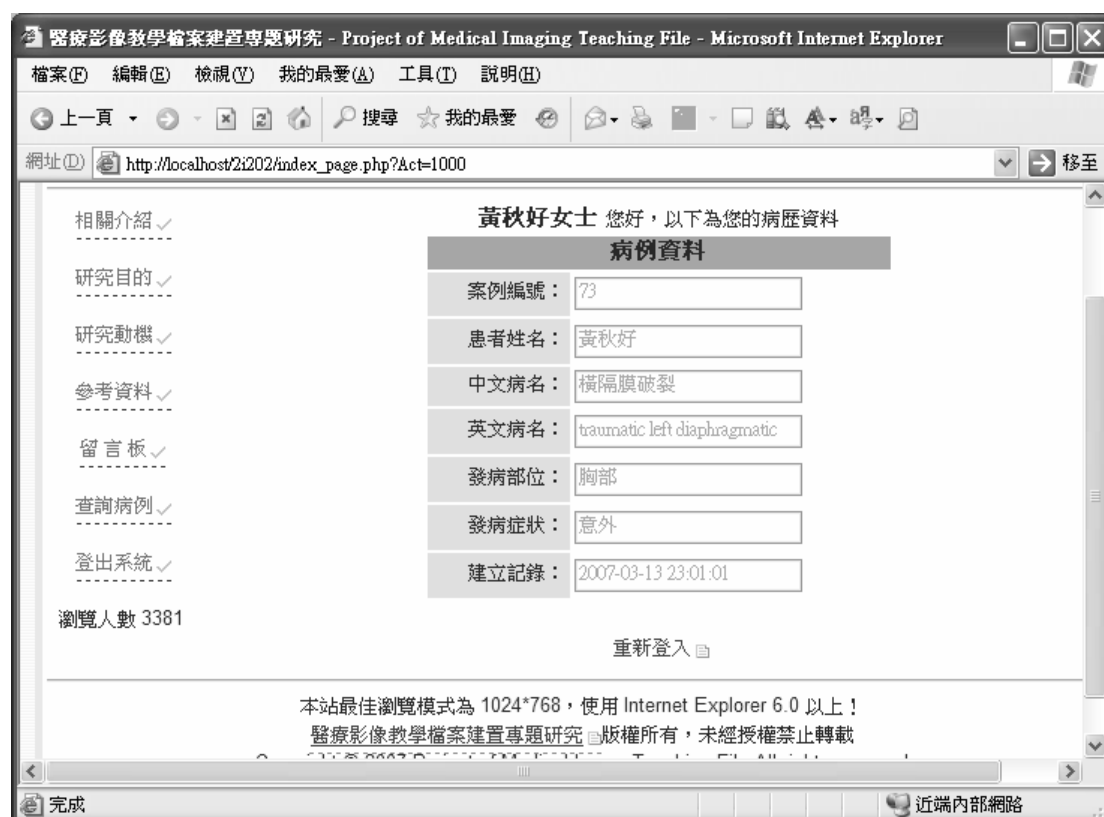 醫療影像教學檔案建置專題研究 - Project of Medical Imaging Teaching File - Microsoft Internet Explorer
檔案(F) 編輯(E) 檢視(V) 我的最愛(A) 工具(T) 說明(H)
上一頁 搜尋 我的最愛
網址(D) http://localhost/2i202/index_page.php?Act=1000 移至
相關介紹
研究目的
研究動機
參考資料
留言板
查詢病例
登出系統
瀏覽人數 3381
黃秋好女士 您好,以下為您的病歷資料
病例資料
案例編號: 73
患者姓名: 黃秋好
中文病名: 橫隔膜破裂
英文病名: traumatic left diaphragmatic
發病部位: 胸部
發病症狀: 意外
建立記錄: 2007-03-13 23:01:01
重新登入
本站最佳瀏覽模式為 1024*768,使用 Internet Explorer 6.0 以上!
醫療影像教學檔案建置專題研究 版權所有,未經授權禁止轉載
完成 近端內部網路